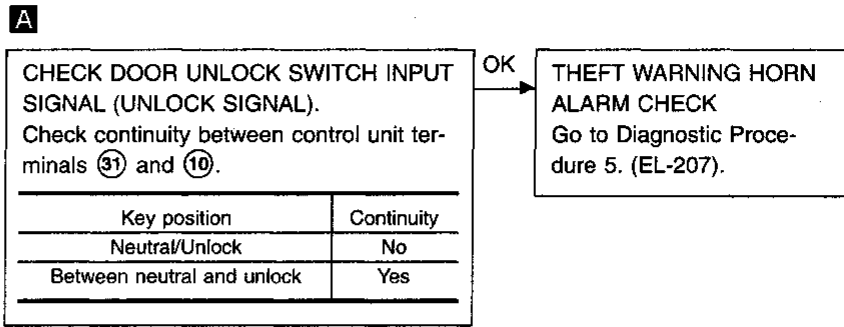 A
CHECK DOOR UNLOCK SWITCH INPUT
SIGNAL (UNLOCK SIGNAL).
Check continuity between control unit ter-
minals 31 and 10.
Key position Continuity
Neutral/Unlock No
Between neutral and unlock Yes
OK
THEFT WARNING HORN
ALARM CHECK
Go to Diagnostic Proce-
dure 5. (EL-207).